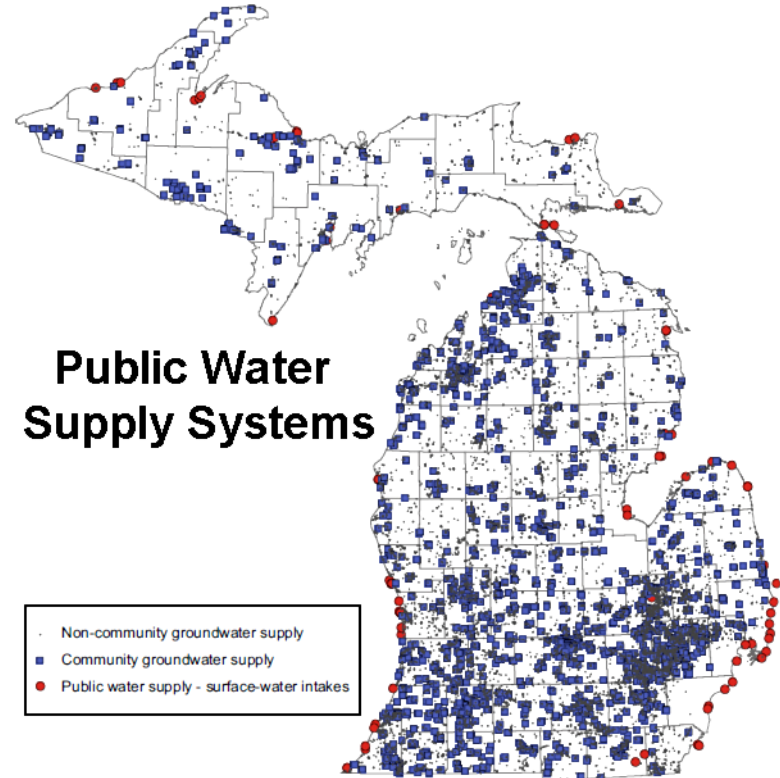 Public Water
Supply Systems
Non-community groundwater supply
Community groundwater supply
Public water supply - surface-water intakes